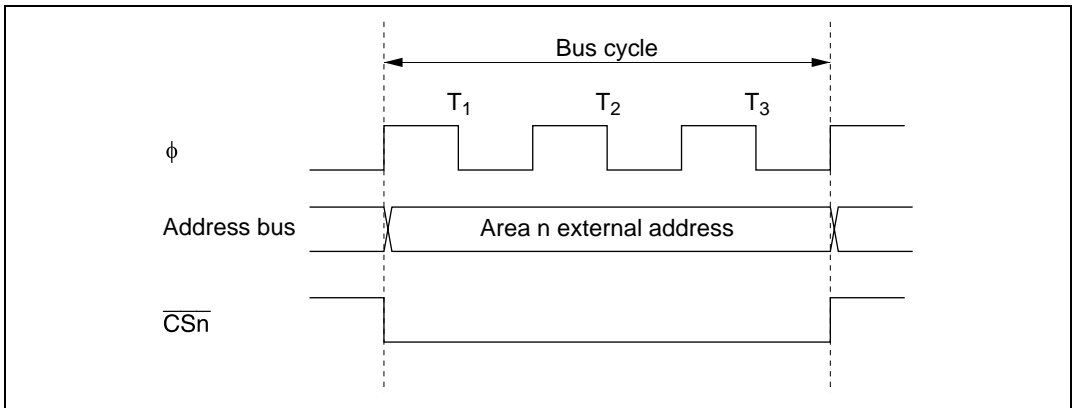 Bus cycle
T1 T2 T3
ϕ
Address bus Area n external address
CSn